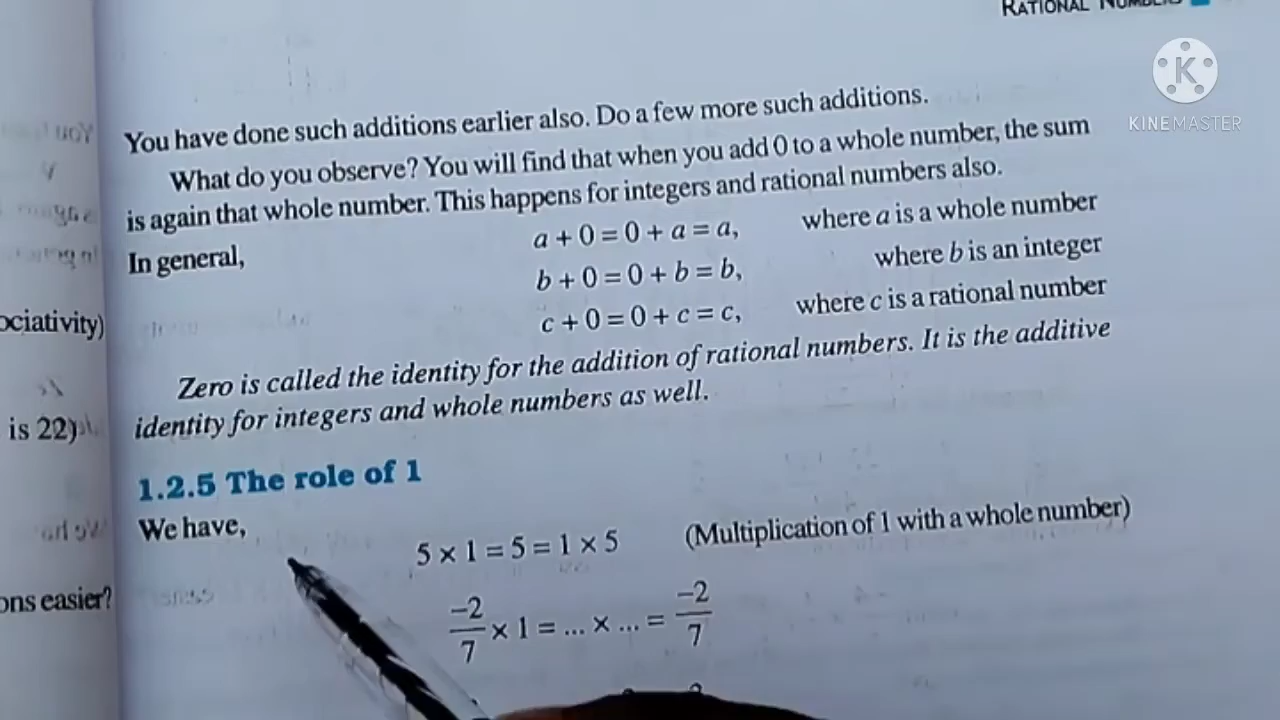 RATIONAL NUMBERS
KINEMASTER
You have done such additions earlier also. Do a few more such additions.
What do you observe? You will find that when you add 0 to a whole number, the sum
is again that whole number. This happens for integers and rational numbers also.
In general, a + 0 = 0 + a = a, where a is a whole number
b + 0 = 0 + b = b, where b is an integer
c + 0 = 0 + c = c, where c is a rational number
Zero is called the identity for the addition of rational numbers. It is the additive
identity for integers and whole numbers as well.
1.2.5 The role of 1
We have,
5 × 1 = 5 = 1 × 5 (Multiplication of 1 with a whole number)
-2/7 × 1 = ... × ... = -2/7
ociativity)
is 22)
ons easier?